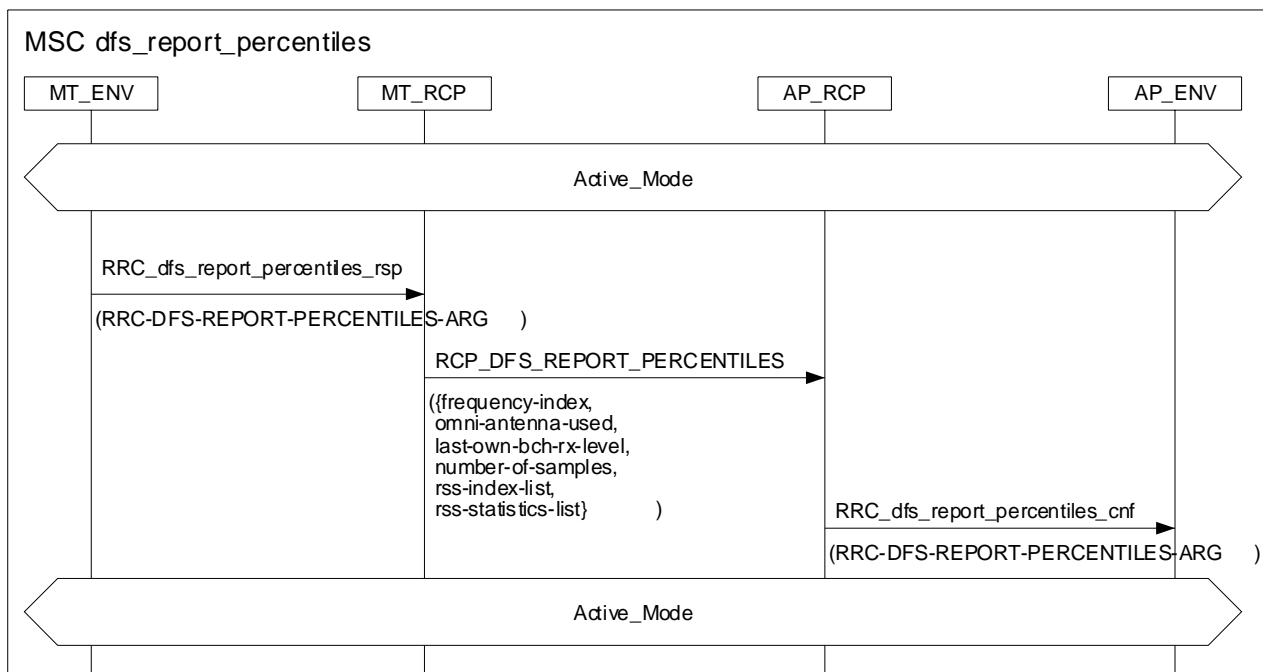 MSC dfs_report_percentiles
MT_ENV MT_RCP AP_RCP AP_ENV
Active_Mode
RRC_dfs_report_percentiles_rsp
(RRC-DFS-REPORT-PERCENTILES-ARG )
RCP_DFS_REPORT_PERCENTILES
({frequency-index,
omni-antenna-used,
last-own-bch-rx-level,
number-of-samples,
rss-index-list,
rss-statistics-list} )
RRC_dfs_report_percentiles_cnf
(RRC-DFS-REPORT-PERCENTILES-ARG )
Active_Mode